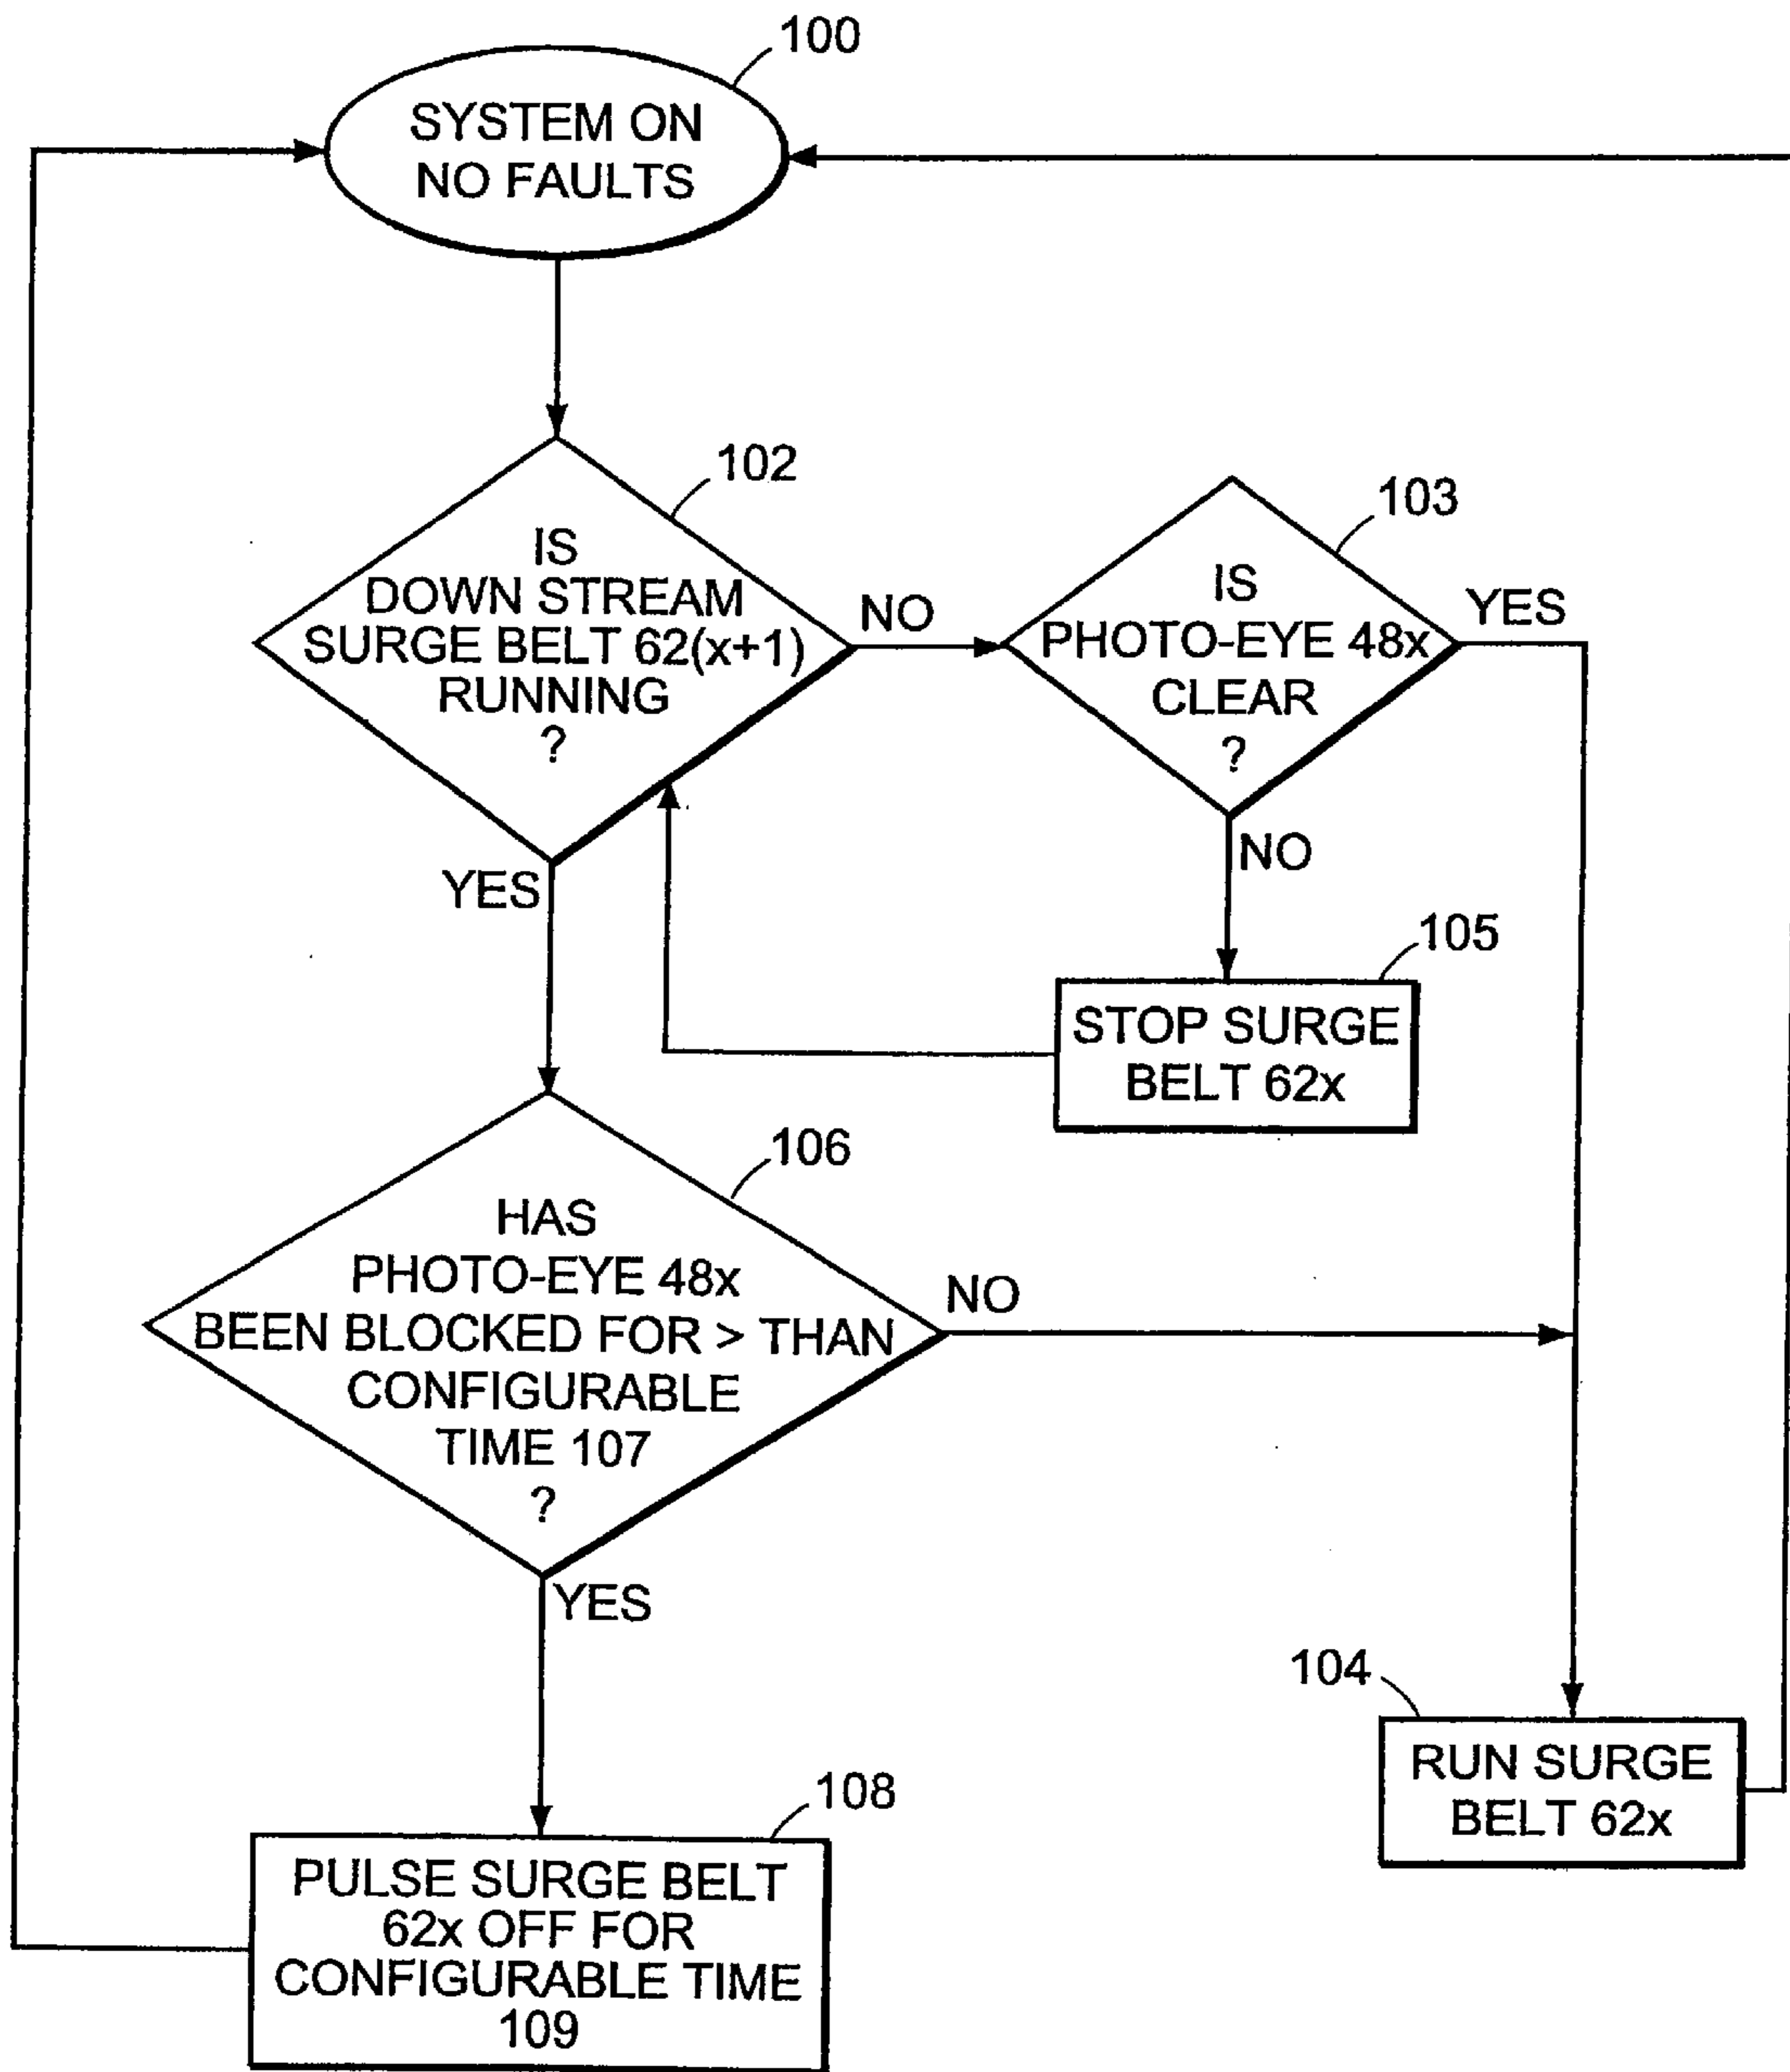 100
SYSTEM ON
NO FAULTS
102
IS
DOWN STREAM
SURGE BELT 62(x+1)
RUNNING
?
NO
YES
103
IS
PHOTO-EYE 48x
CLEAR
?
YES
NO
105
STOP SURGE
BELT 62x
106
HAS
PHOTO-EYE 48x
BEEN BLOCKED FOR > THAN
CONFIGURABLE
TIME 107
?
NO
YES
104
RUN SURGE
BELT 62x
108
PULSE SURGE BELT
62x OFF FOR
CONFIGURABLE TIME
109